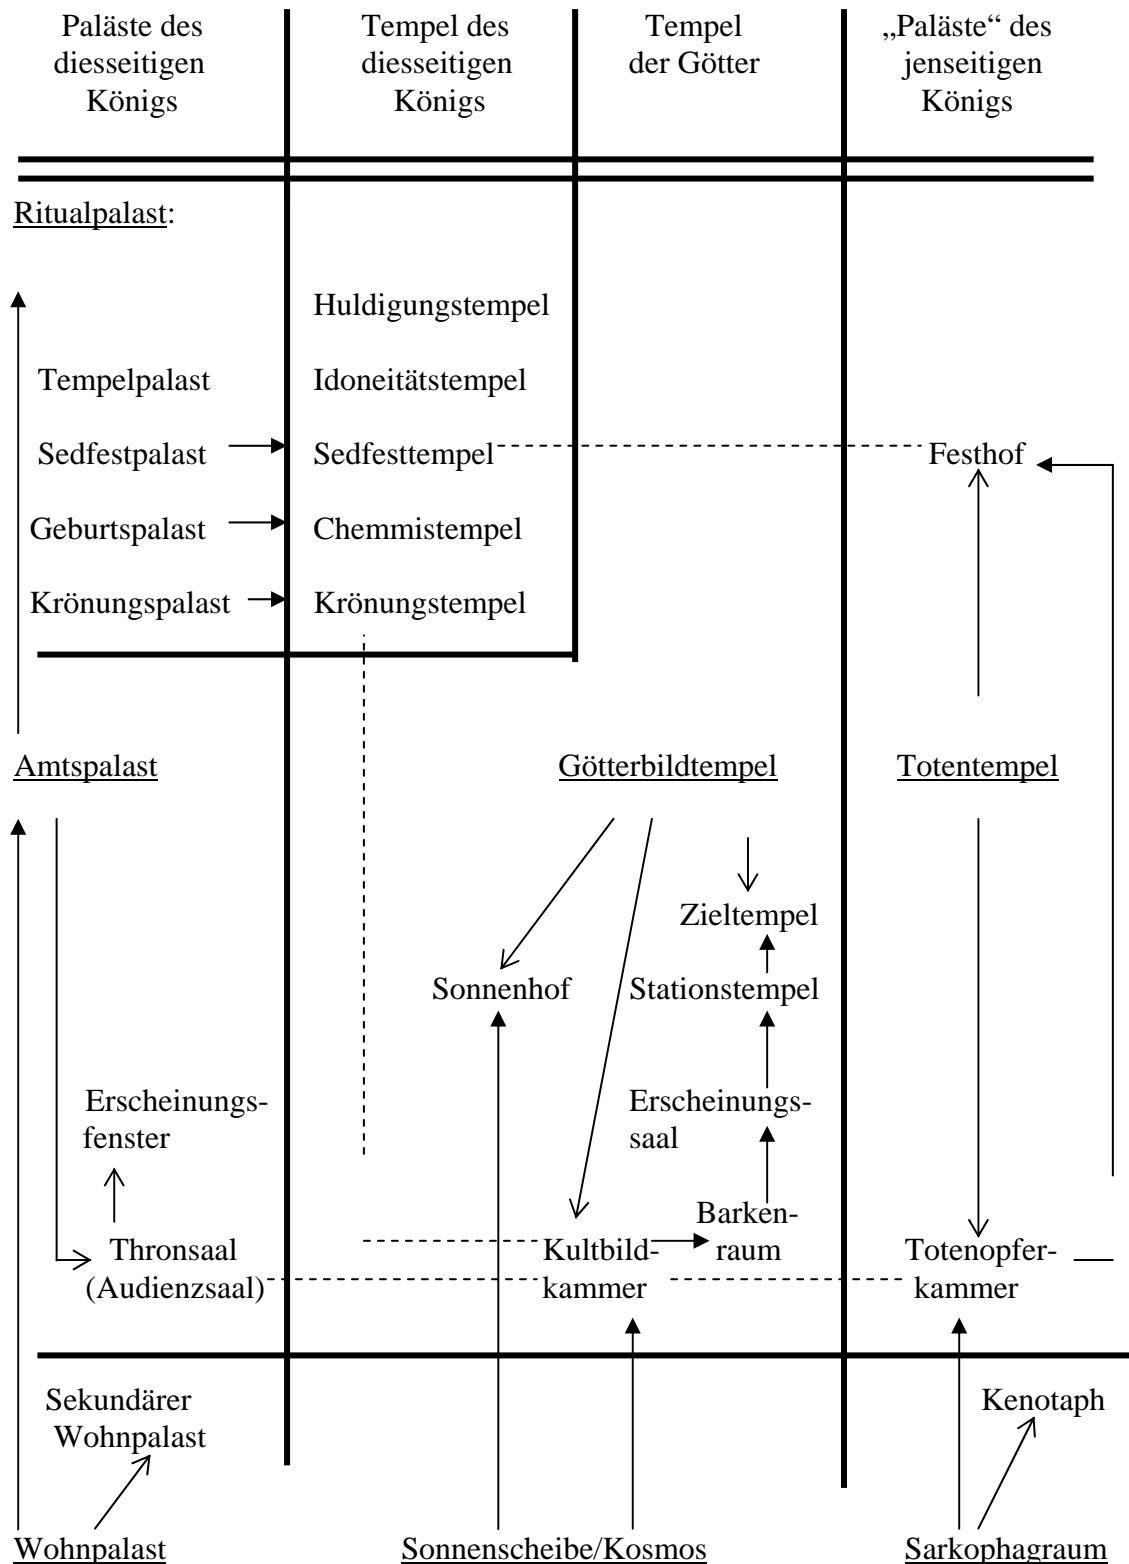 Paläste des
diesseitigen
Königs
Tempel des
diesseitigen
Königs
Tempel
der Götter
„Paläste“ des
jenseitigen
Königs
Ritualpalast:
Huldigungstempel
Tempelpalast
Idoneitätstempel
Sedfestpalast
Sedfesttempel
Festhof
Geburtspalast
Chemmistempel
Krönungspalast
Krönungstempel
Amtspalast
Götterbildtempel
Totentempel
Zieltempel
Sonnenhof
Stationstempel
Erscheinungs-
fenster
Erscheinungs-
saal
Barken-
raum
Thronsaal
(Audienzsaal)
Kultbild-
kammer
Totenopfer-
kammer
Sekundärer
Wohnpalast
Kenotaph
Wohnpalast
Sonnenscheibe/Kosmos
Sarkophagraum